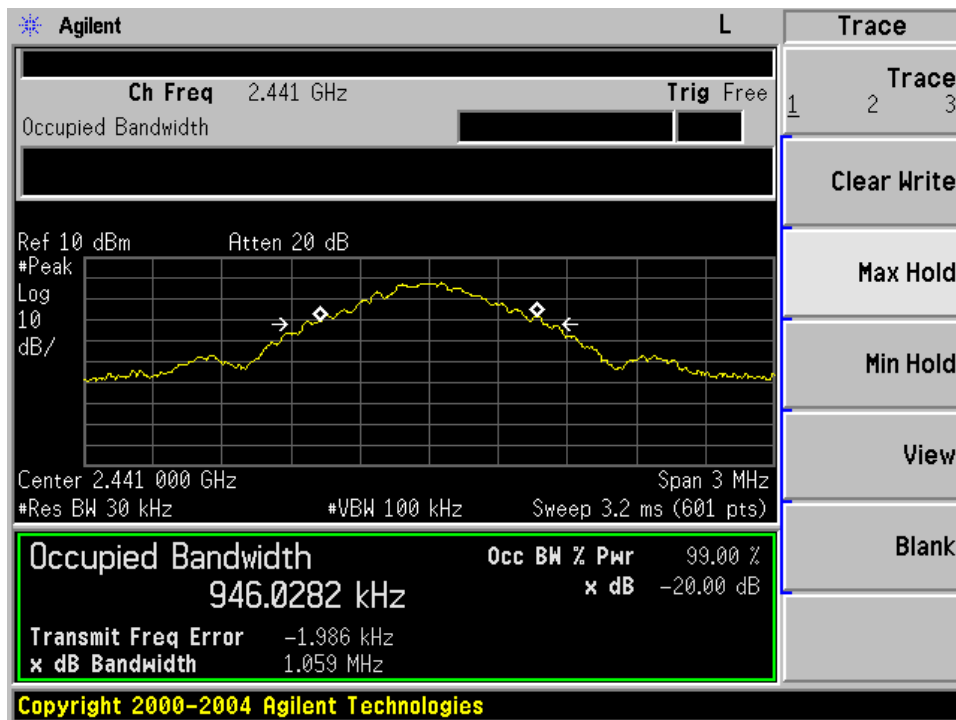 Agilent L Trace
Ch Freq 2.441 GHz Trig Free
Occupied Bandwidth
Trace
1 2 3
Clear Write
Ref 10 dBm Atten 20 dB
#Peak
Log
10
dB/
Max Hold
Min Hold
View
Center 2.441 000 GHz Span 3 MHz
#Res BW 30 kHz #VBW 100 kHz Sweep 3.2 ms (601 pts)
Blank
Occupied Bandwidth
946.0282 kHz
Occ BW % Pwr 99.00 %
x dB -20.00 dB
Transmit Freq Error -1.986 kHz
x dB Bandwidth 1.059 MHz
Copyright 2000-2004 Agilent Technologies